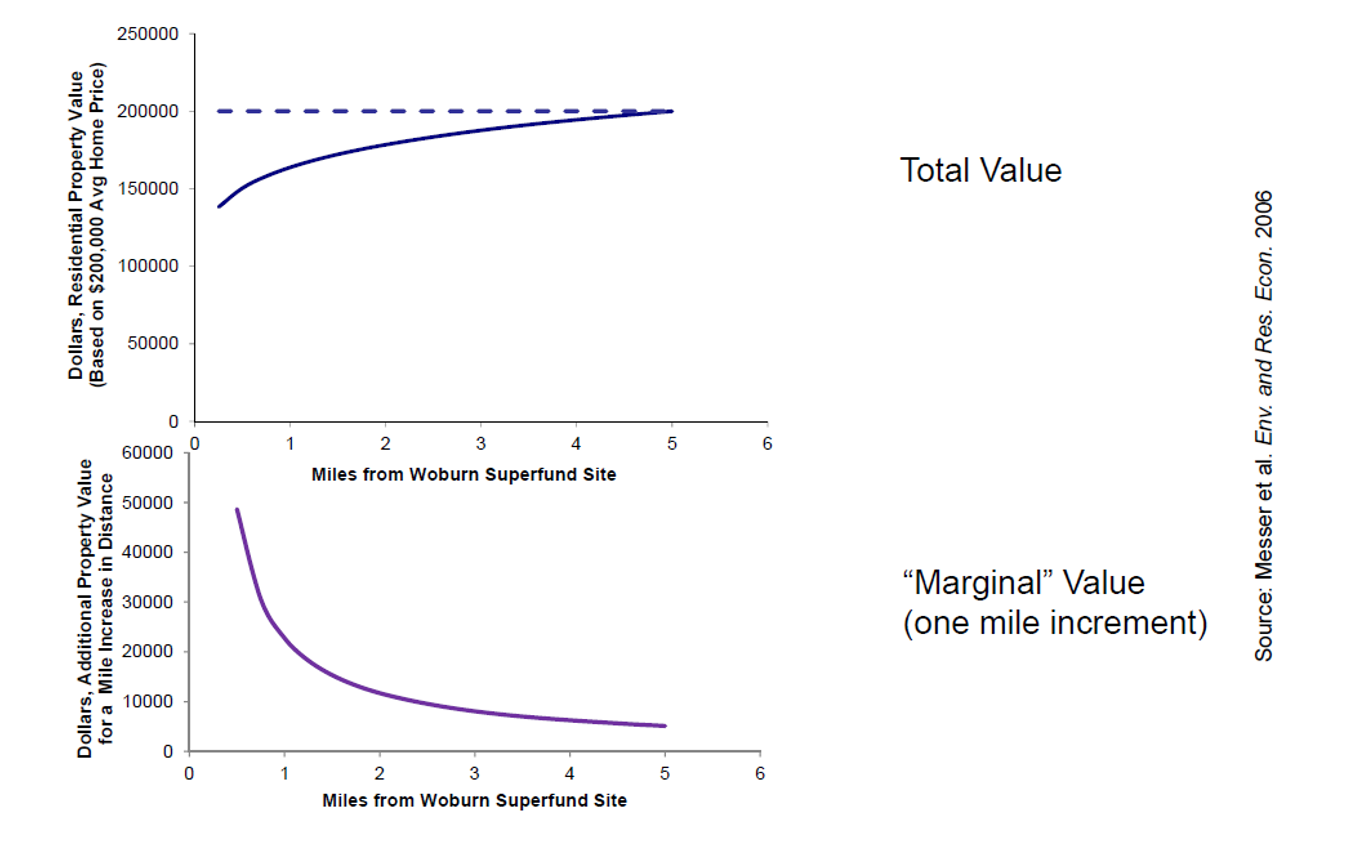 250000
200000
150000
100000
50000
0
Dollars, Residential Property Value
(Based on $200,000 Avg Home Price)
0 1 2 3 4 5 6
Miles from Woburn Superfund Site
Total Value
60000
50000
40000
30000
20000
10000
0
Dollars, Additional Property Value
for a Mile Increase in Distance
0 1 2 3 4 5 6
Miles from Woburn Superfund Site
“Marginal” Value
(one mile increment)
Source: Messer et al. Env. and Res. Econ. 2006